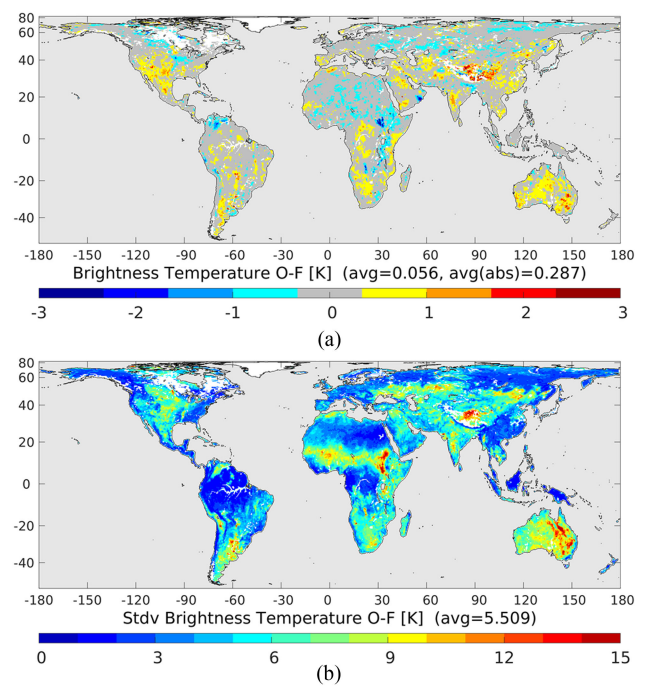 80
60
40
20
0
-20
-40
-180 -150 -120 -90 -60 -30 0 30 60 90 120 150 180
Brightness Temperature O-F [K] (avg=0.056, avg(abs)=0.287)
-3 -2 -1 0 1 2 3
(a)
80
60
40
20
0
-20
-40
-180 -150 -120 -90 -60 -30 0 30 60 90 120 150 180
Stdv Brightness Temperature O-F [K] (avg=5.509)
0 3 6 9 12 15
(b)